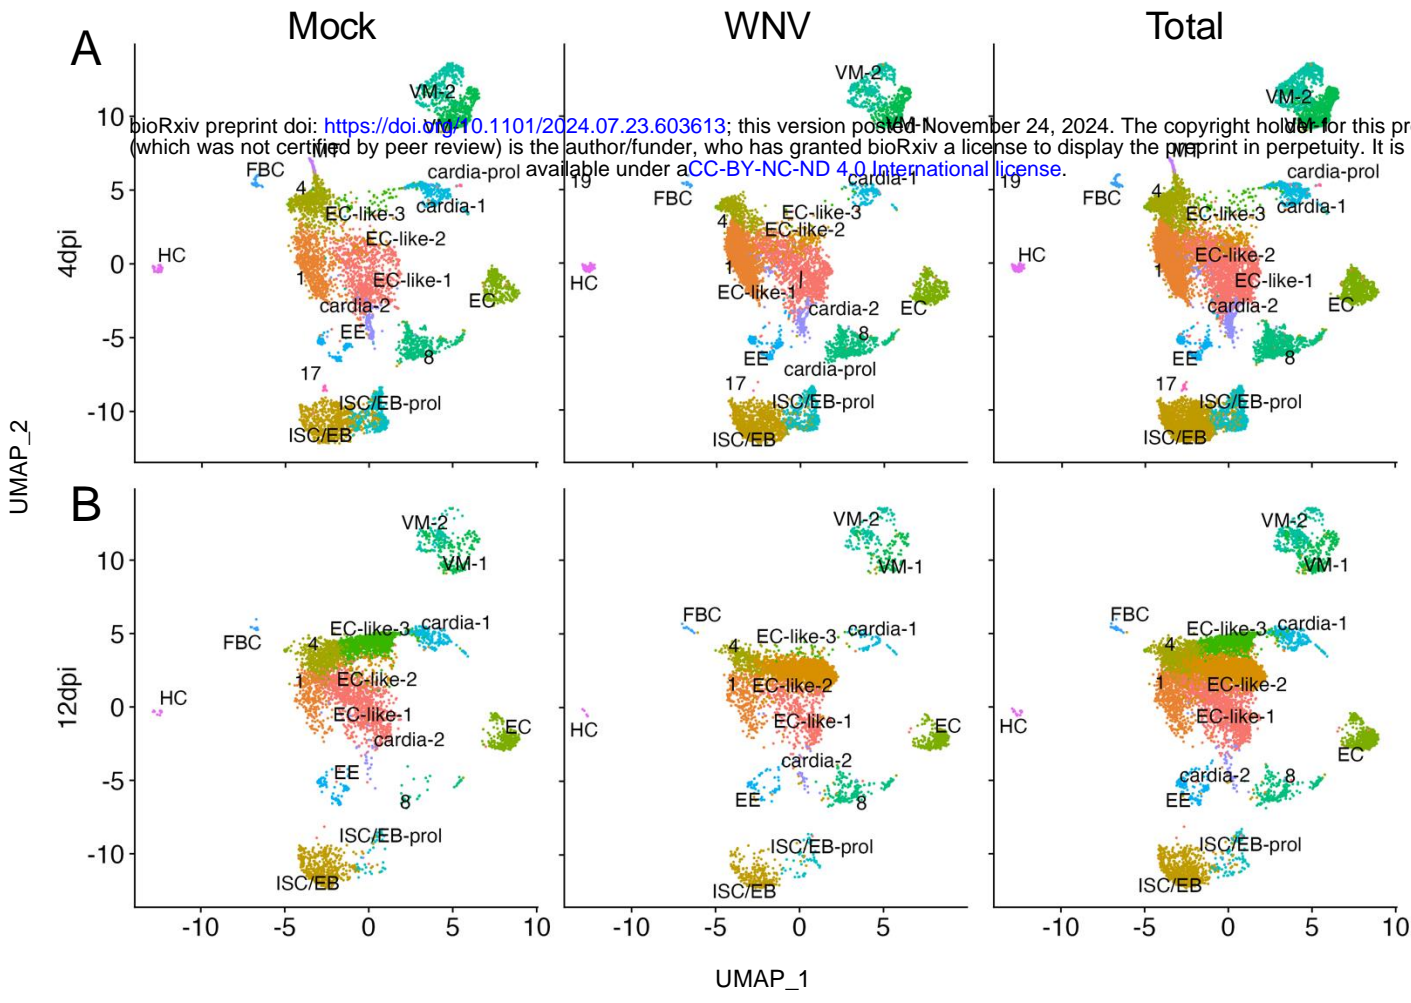 Mock WNV Total
A
VM-2 VM-2 VM-2
10
VM-1 VM-1 VM-1
bioRxiv preprint doi: https://doi.org/10.1101/2024.07.23.603613; this version posted November 24, 2024. The copyright holder for this pre
(which was not certified by peer review) is the author/funder, who has granted bioRxiv a license to display the preprint in perpetuity. It is
available under aCC-BY-NC-ND 4.0 International license.
FBC 4 cardia-prol cardia-1 EC-like-3 EC-like-2 HC 1 EC-like-1 EC cardia-2 EE 8 17 ISC/EB-prol ISC/EB
19 FBC cardia-1 EC-like-3 4 EC-like-2 HC 1 EC-like-1 cardia-2 EC 8 EE cardia-prol 17 ISC/EB-prol ISC/EB
19 FBC 4 cardia-prol cardia-1 EC-like-3 EC-like-2 HC 1 EC-like-1 cardia-2 EC EE 8 17 ISC/EB-prol ISC/EB
5
0
-5
-10
4dpi
UMAP_2
B
VM-2 VM-1 FBC 4 EC-like-3 cardia-1 1 EC-like-2 HC EC-like-1 EC cardia-2 EE 8 ISC/EB-prol ISC/EB
VM-2 VM-1 FBC 4 EC-like-3 cardia-1 1 EC-like-2 HC EC-like-1 EC cardia-2 EE 8 ISC/EB-prol ISC/EB
VM-2 VM-1 FBC 4 EC-like-3 cardia-1 1 EC-like-2 HC EC-like-1 EC cardia-2 8 EE ISC/EB-prol ISC/EB
10
5
0
-5
-10
12dpi
-10 -5 0 5 10 -10 -5 0 5 -10 -5 0 5 10
UMAP_1